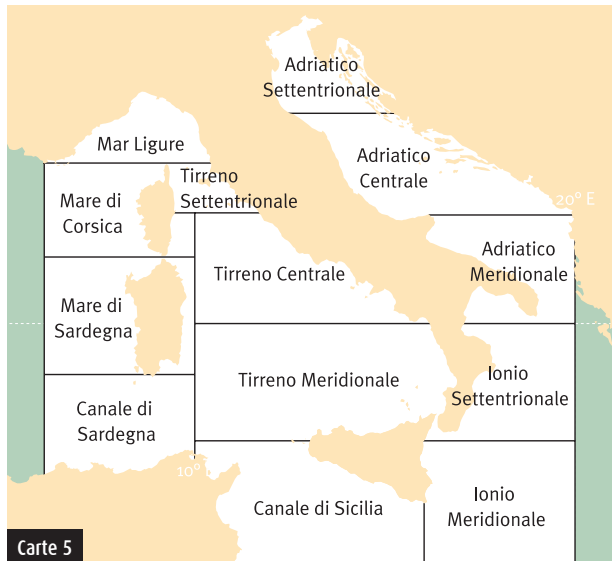 Adriatico
Settentrionale
Mar Ligure
Adriatico
Centrale
Tirreno
Settentrionale
20° E
Mare di
Corsica
Adriatico
Meridionale
Tirreno Centrale
Mare di
Sardegna
Tirreno Meridionale
Ionio
Settentrionale
Canale di
Sardegna
10°
Canale di Sicilia
Ionio
Meridionale
Carte 5